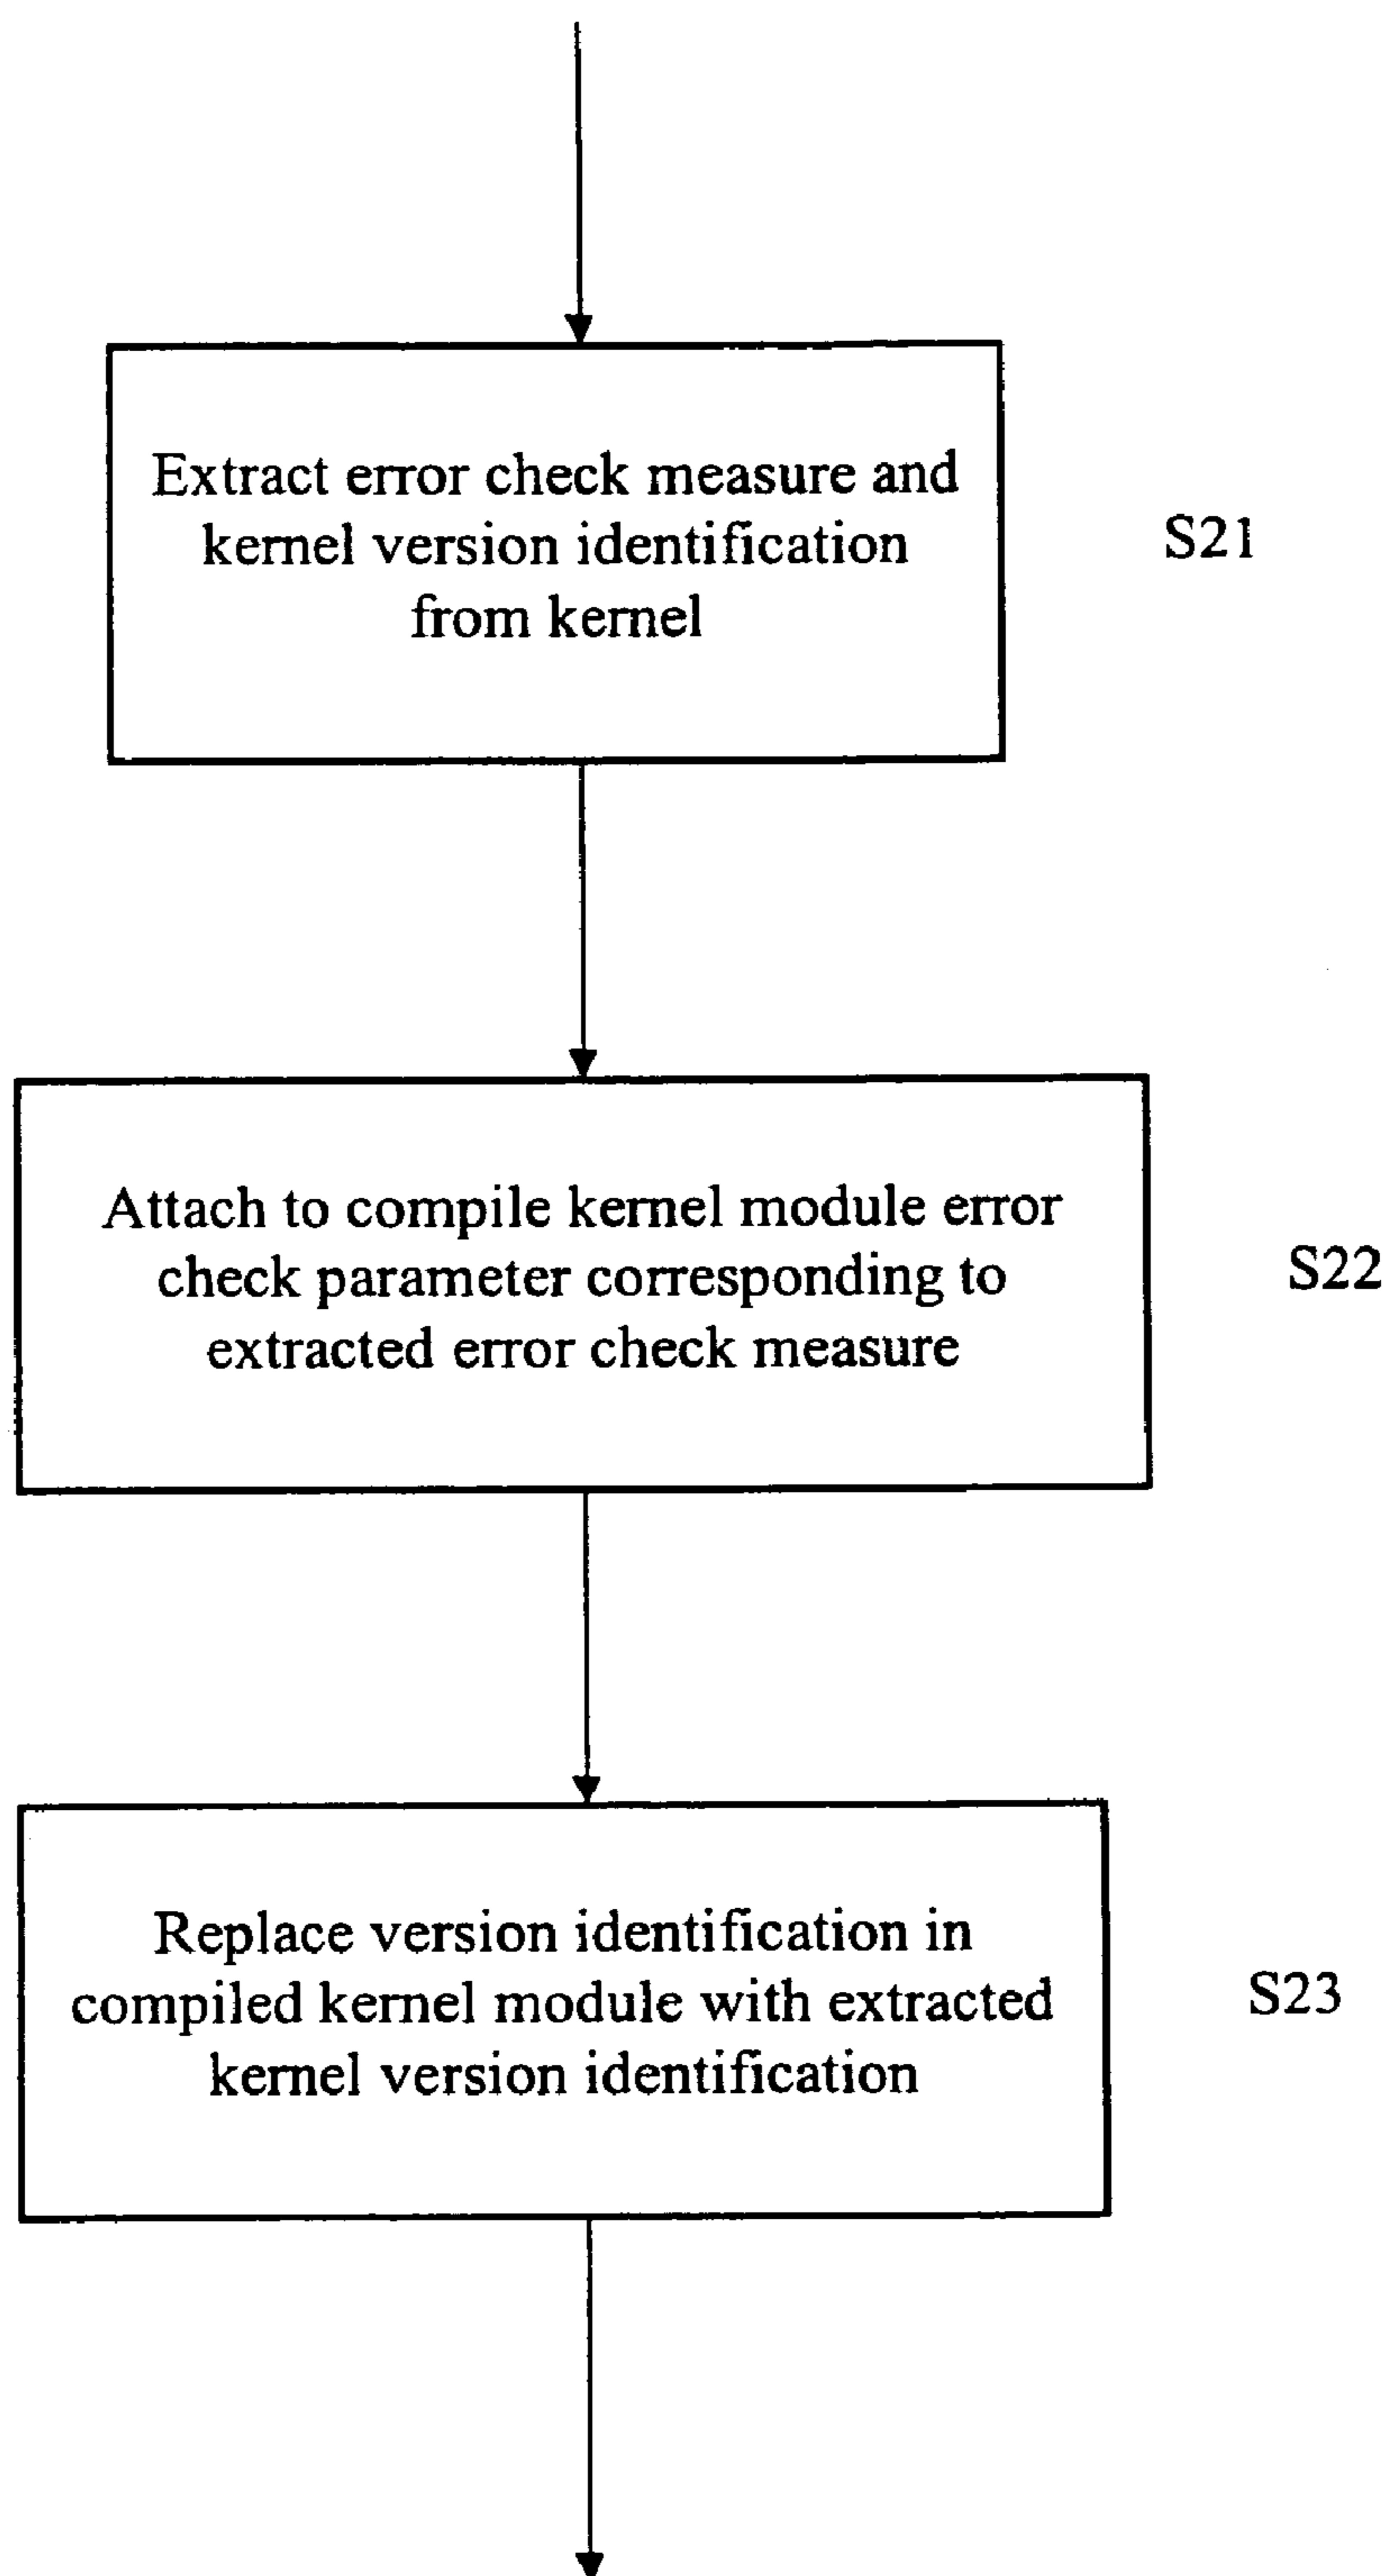 Extract error check measure and
kernel version identification
from kernel
S21
Attach to compile kernel module error
check parameter corresponding to
extracted error check measure
S22
Replace version identification in
compiled kernel module with extracted
kernel version identification
S23